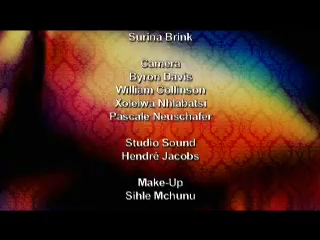 Surina Brink
Camera
Byron Davis
William Collinson
Xoleiwa Nhlabatsi
Pascale Neuschafer
Studio Sound
Hendré Jacobs
Make-Up
Sihle Mchunu